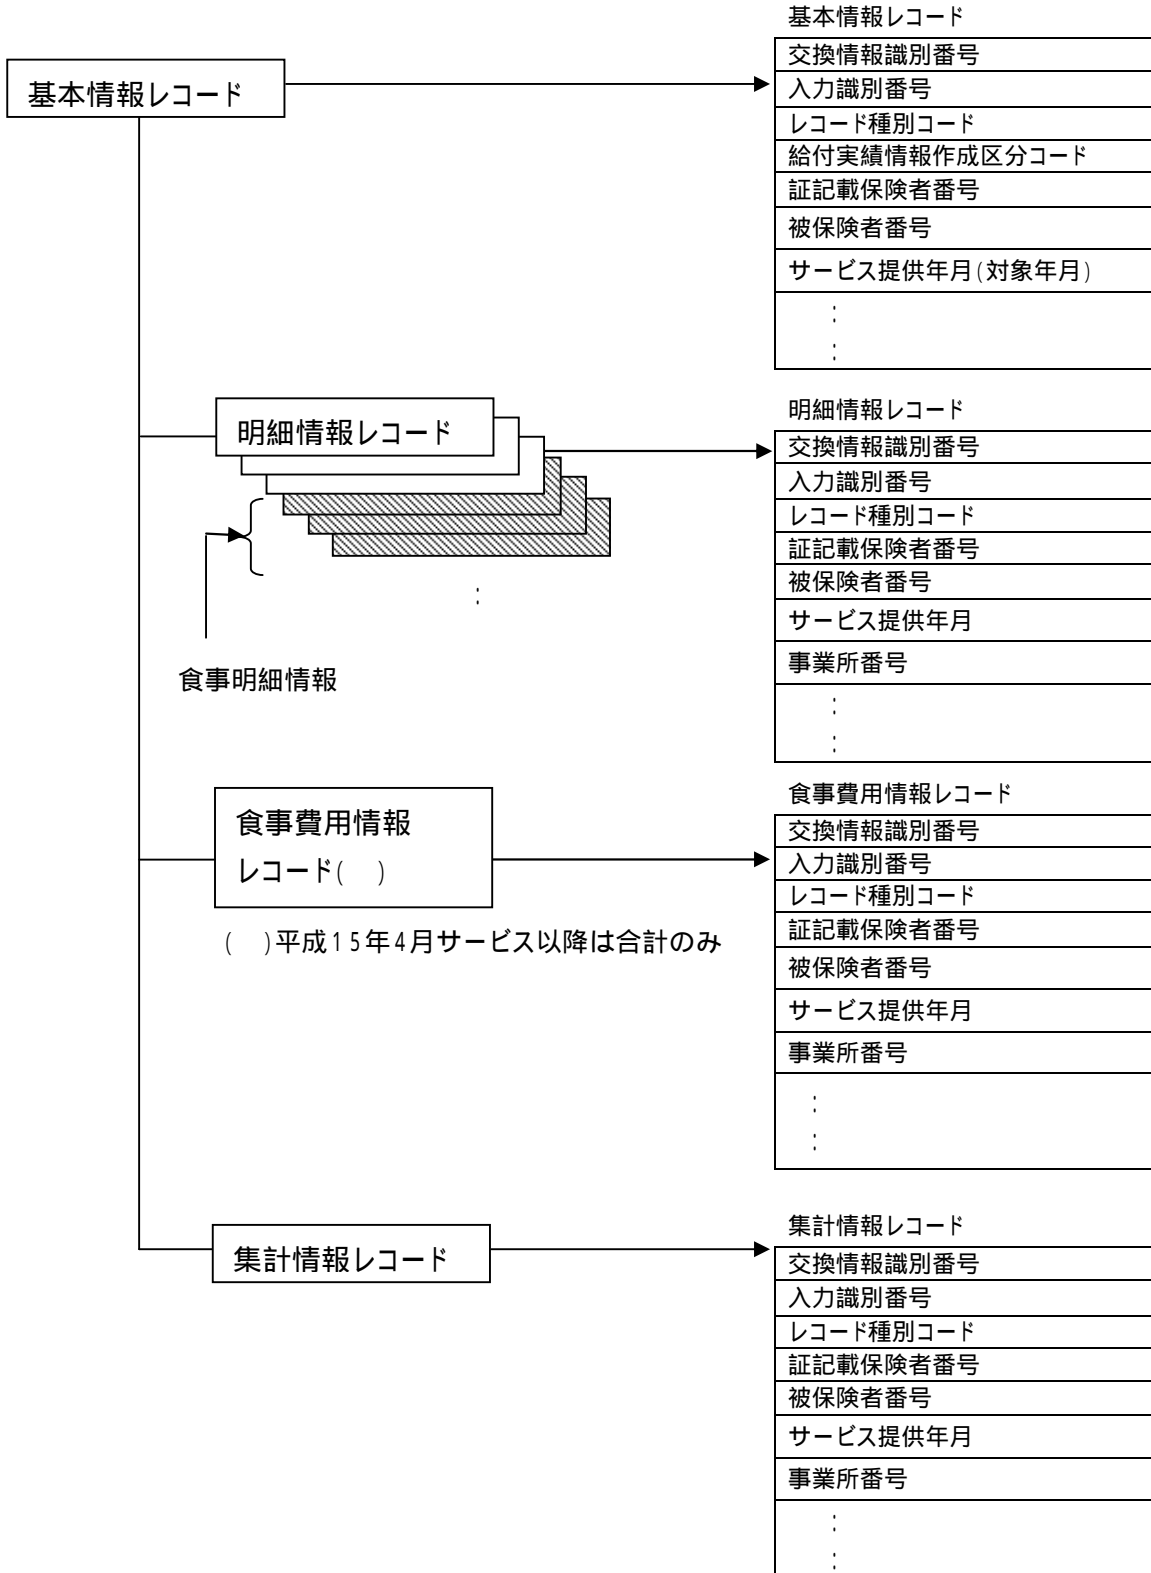 基本情報レコード
基本情報レコード
交換情報識別番号
入力識別番号
レコード種別コード
給付実績情報作成区分コード
証記載保険者番号
被保険者番号
サービス提供年月(対象年月)
:
:
明細情報レコード
:
食事明細情報
明細情報レコード
交換情報識別番号
入力識別番号
レコード種別コード
証記載保険者番号
被保険者番号
サービス提供年月
事業所番号
:
:
食事費用情報
レコード(　)
(　)平成15年4月サービス以降は合計のみ
食事費用情報レコード
交換情報識別番号
入力識別番号
レコード種別コード
証記載保険者番号
被保険者番号
サービス提供年月
事業所番号
:
:
集計情報レコード
集計情報レコード
交換情報識別番号
入力識別番号
レコード種別コード
証記載保険者番号
被保険者番号
サービス提供年月
事業所番号
:
: